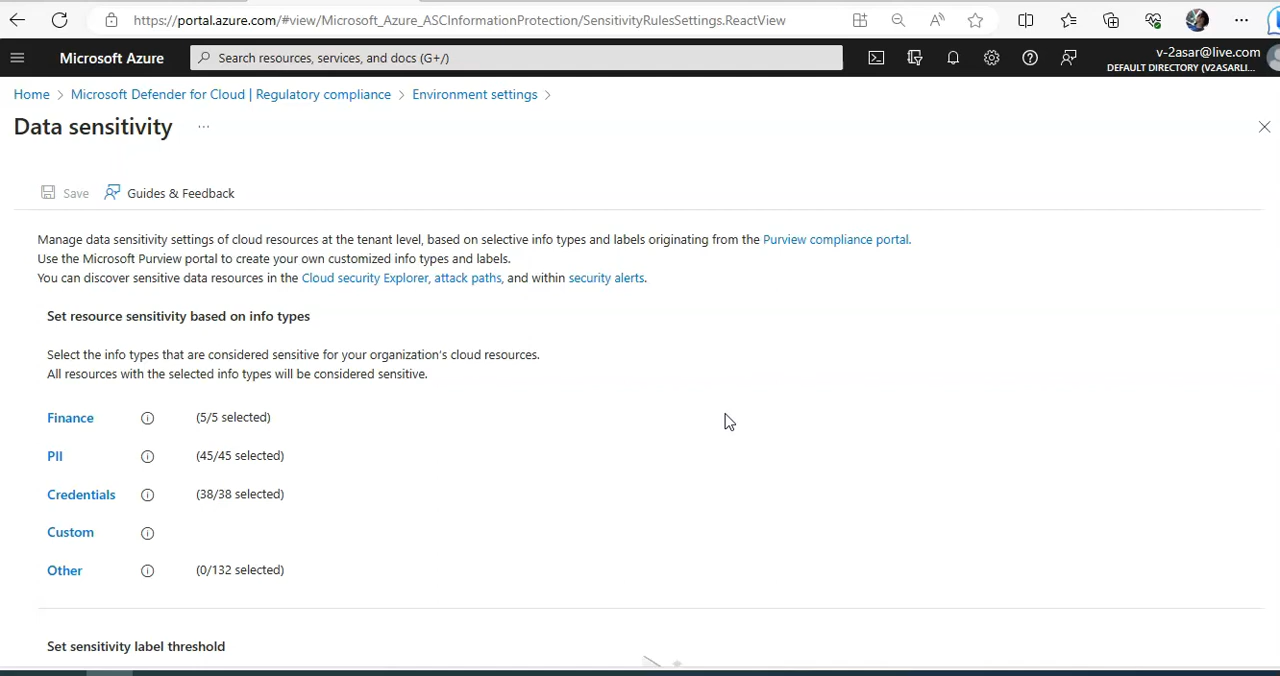 https://portal.azure.com/#view/Microsoft_Azure_ASCInformationProtection/SensitivityRulesSettings.ReactView
Microsoft Azure
Search resources, services, and docs (G+/)
v-2asar@live.com
DEFAULT DIRECTORY (V2ASARLI...
Home > Microsoft Defender for Cloud | Regulatory compliance > Environment settings >
Data sensitivity ...
Save Guides & Feedback
Manage data sensitivity settings of cloud resources at the tenant level, based on selective info types and labels originating from the Purview compliance portal.
Use the Microsoft Purview portal to create your own customized info types and labels.
You can discover sensitive data resources in the Cloud security Explorer, attack paths, and within security alerts.
Set resource sensitivity based on info types
Select the info types that are considered sensitive for your organization's cloud resources.
All resources with the selected info types will be considered sensitive.
Finance (5/5 selected)
PII (45/45 selected)
Credentials (38/38 selected)
Custom
Other (0/132 selected)
Set sensitivity label threshold